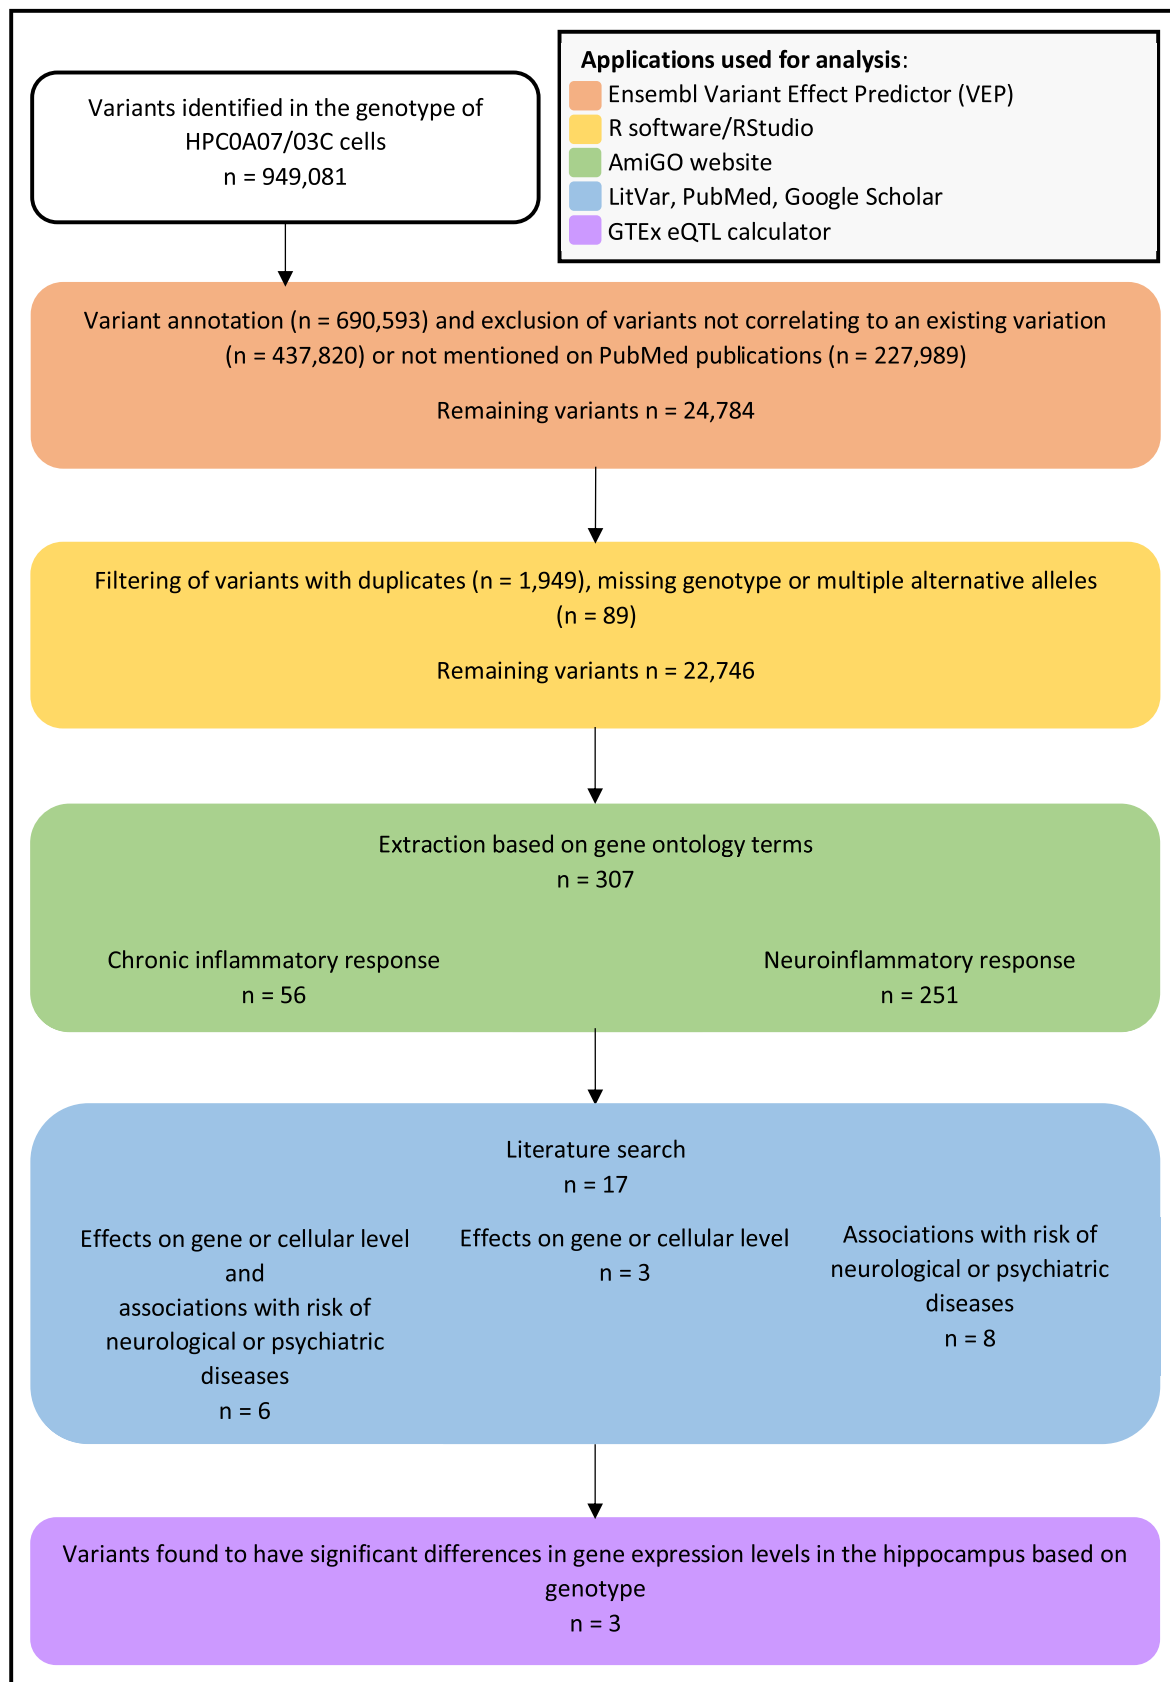 Applications used for analysis:
Ensembl Variant Effect Predictor (VEP)
R software/RStudio
AmiGO website
LitVar, PubMed, Google Scholar
GTEx eQTL calculator
Variants identified in the genotype of
HPC0A07/03C cells
n = 949,081
Variant annotation (n = 690,593) and exclusion of variants not correlating to an existing variation
(n = 437,820) or not mentioned on PubMed publications (n = 227,989)
Remaining variants n = 24,784
Filtering of variants with duplicates (n = 1,949), missing genotype or multiple alternative alleles
(n = 89)
Remaining variants n = 22,746
Extraction based on gene ontology terms
n = 307
Chronic inflammatory response
n = 56
Neuroinflammatory response
n = 251
Literature search
n = 17
Effects on gene or cellular level
and
associations with risk of
neurological or psychiatric
diseases
n = 6
Effects on gene or cellular level
n = 3
Associations with risk of
neurological or psychiatric
diseases
n = 8
Variants found to have significant differences in gene expression levels in the hippocampus based on
genotype
n = 3